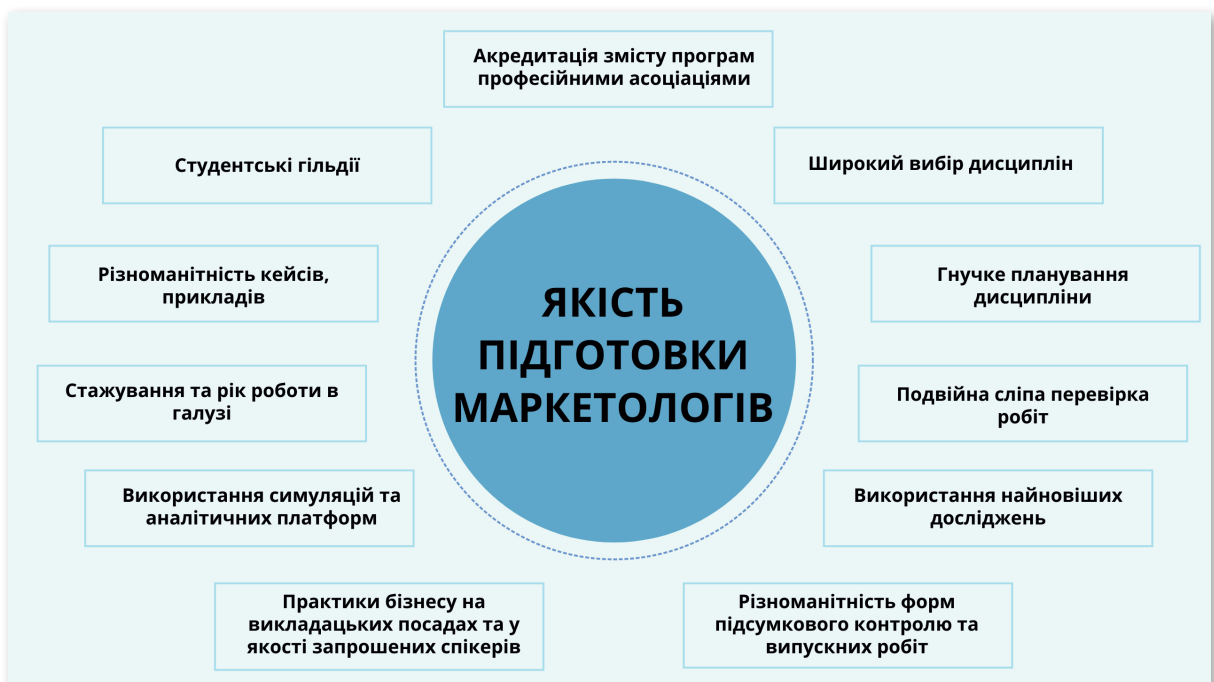 Акредитація змісту програм
професійними асоціаціями
Студентські гільдії
Широкий вибір дисциплін
Різноманітність кейсів,
прикладів
Гнучке планування
дисципліни
ЯКІСТЬ
ПІДГОТОВКИ
МАРКЕТОЛОГІВ
Стажування та рік роботи в
галузі
Подвійна сліпа перевірка
робіт
Використання симуляцій та
аналітичних платформ
Використання найновіших
досліджень
Практики бізнесу на
викладацьких посадах та у
якості запрошених спікерів
Різноманітність форм
підсумкового контролю та
випускних робіт